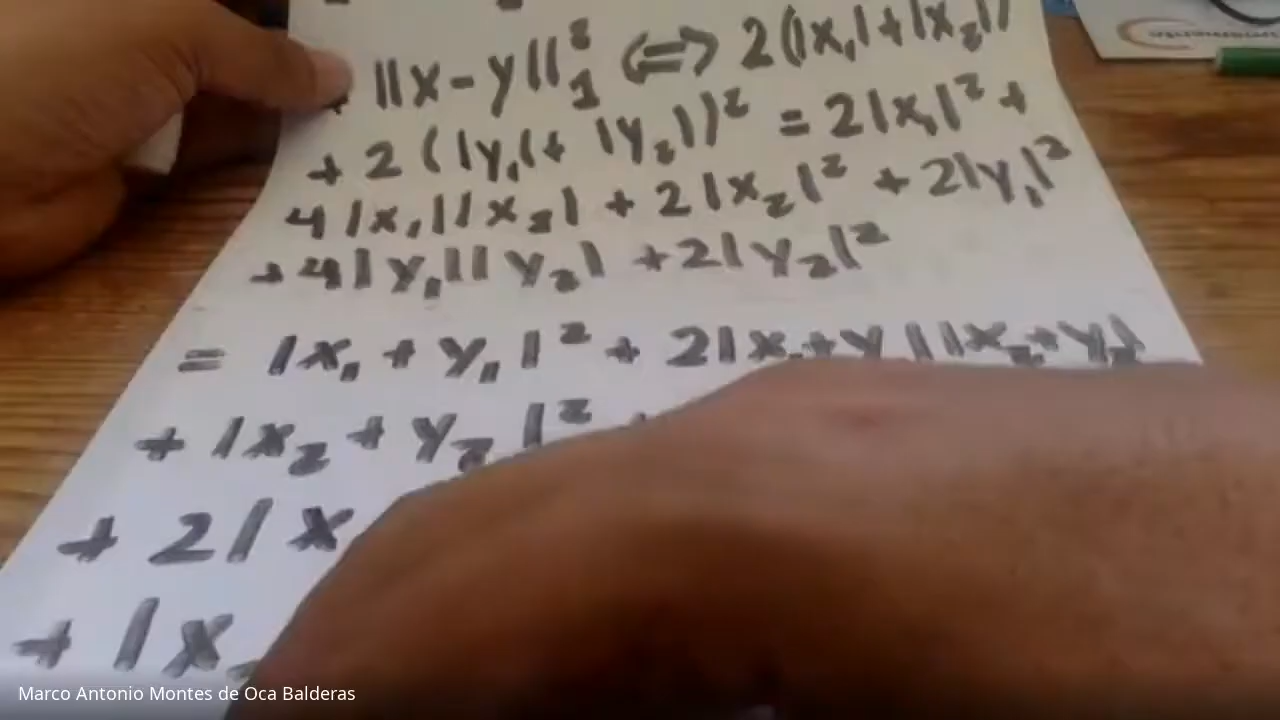 + ||x-y||₁² ⟺ 2(|x₁|+|x₂|)
+ 2(|y₁|+ |y₂|)² = 2|x₁|² +
4|x₁||x₂| + 2|x₂|² + 2|y₁|²
+4|y₁||y₂| +2|y₂|²
= |x₁ + y₁|² + 2|x₁+y₁||x₂+y₂|
+ |x₂ + y₂|² +
+ 2|x
+ |x
Marco Antonio Montes de Oca Balderas